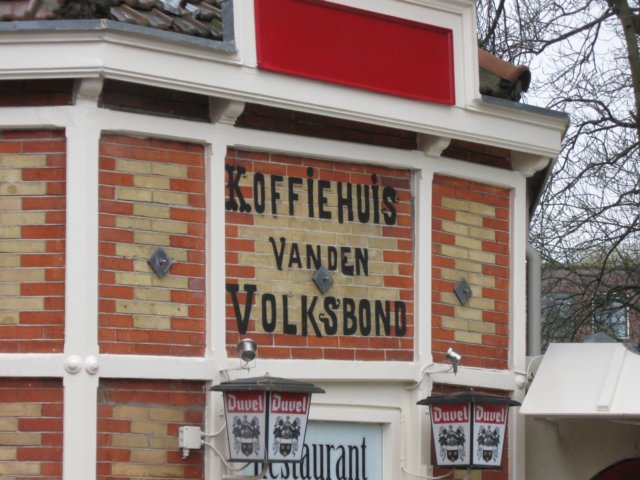 KOFFIEHUIS
VAN DEN
VOLKSBOND
Duvel
Duvel
Duvel
Duvel
Restaurant